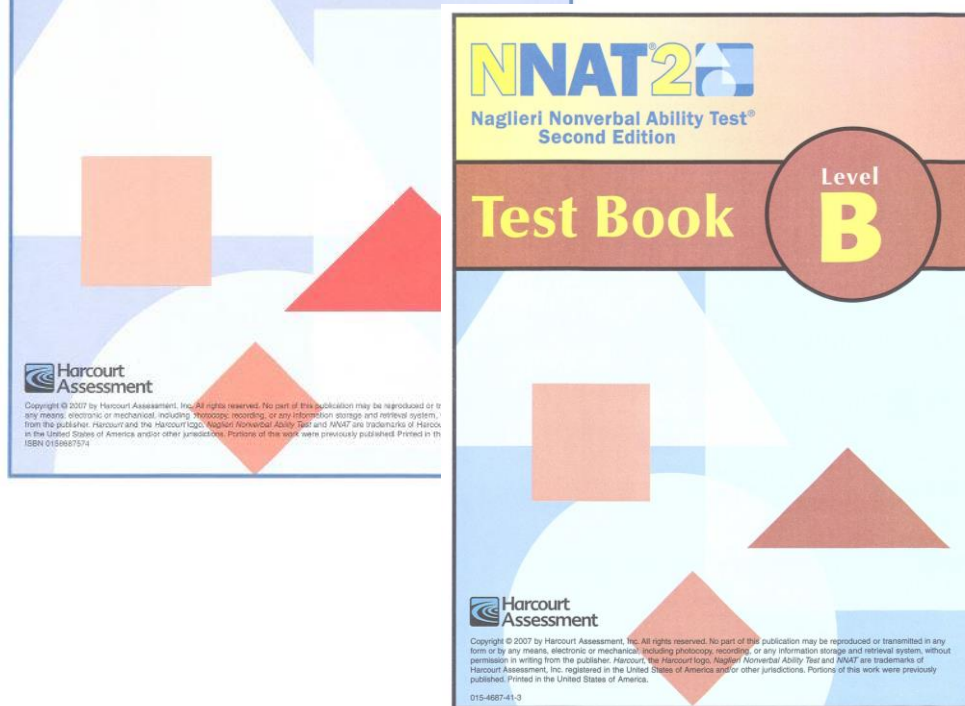 Harcourt
Assessment
Copyright © 2007 by Harcourt Assessment, Inc. All rights reserved. No part of this publication may be reproduced or tr
any means, electronic or mechanical, including photocopy, recording, or any information storage and retrieval system,
from the publisher. Harcourt and the Harcourt logo, Naglieri Nonverbal Ability Test and NNAT are trademarks of Harcou
in the United States of America and/or other jurisdictions. Portions of this work were previously published. Printed in th
ISBN 0158687574
NNAT®2
Naglieri Nonverbal Ability Test®
Second Edition
Test Book
Level
B
Harcourt
Assessment
Copyright © 2007 by Harcourt Assessment, Inc. All rights reserved. No part of this publication may be reproduced or transmitted in any
form or by any means, electronic or mechanical, including photocopy, recording, or any information storage and retrieval system, without
permission in writing from the publisher. Harcourt, the Harcourt logo, Naglieri Nonverbal Ability Test and NNAT are trademarks of
Harcourt Assessment, Inc. registered in the United States of America and/or other jurisdictions. Portions of this work were previously
published. Printed in the United States of America.
015-4687-41-3